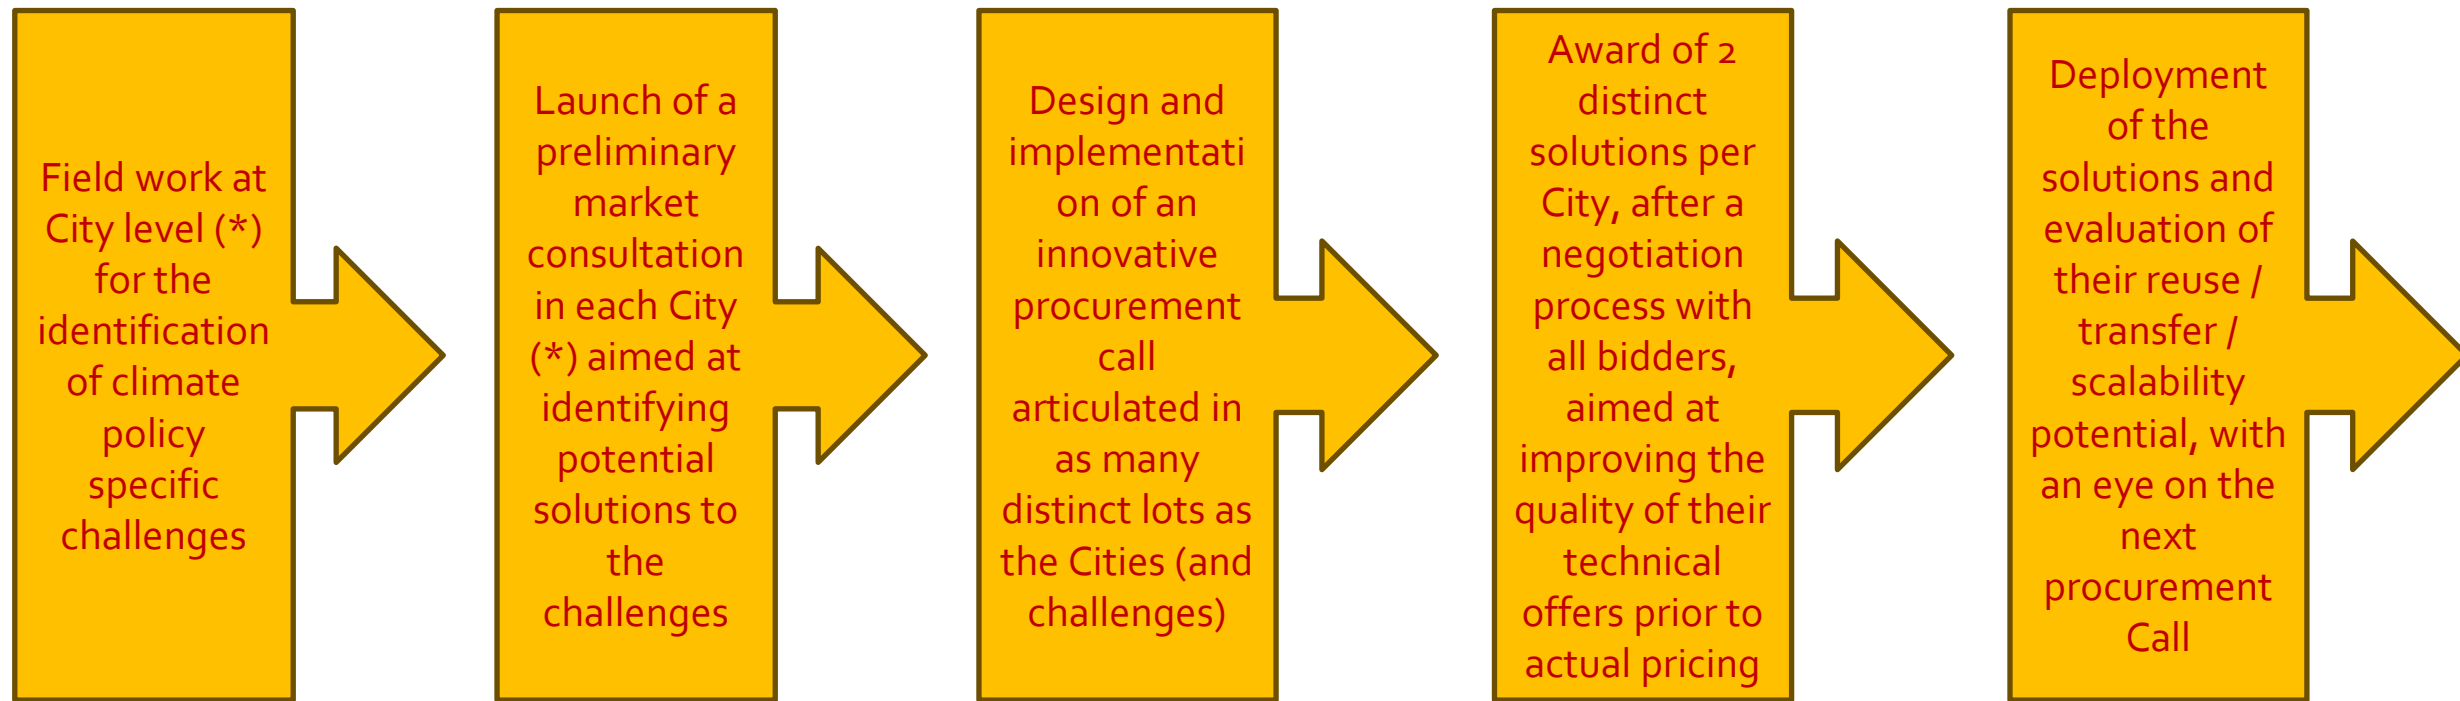 Field work at
City level (*)
for the
identification
of climate
policy
specific
challenges
Launch of a
preliminary
market
consultation
in each City
(*) aimed at
identifying
potential
solutions to
the
challenges
Design and
implementati
on of an
innovative
procurement
call
articulated in
as many
distinct lots as
the Cities (and
challenges)
Award of 2
distinct
solutions per
City, after a
negotiation
process with
all bidders,
aimed at
improving the
quality of their
technical
offers prior to
actual pricing
Deployment
of the
solutions and
evaluation of
their reuse /
transfer /
scalability
potential, with
an eye on the
next
procurement
Call